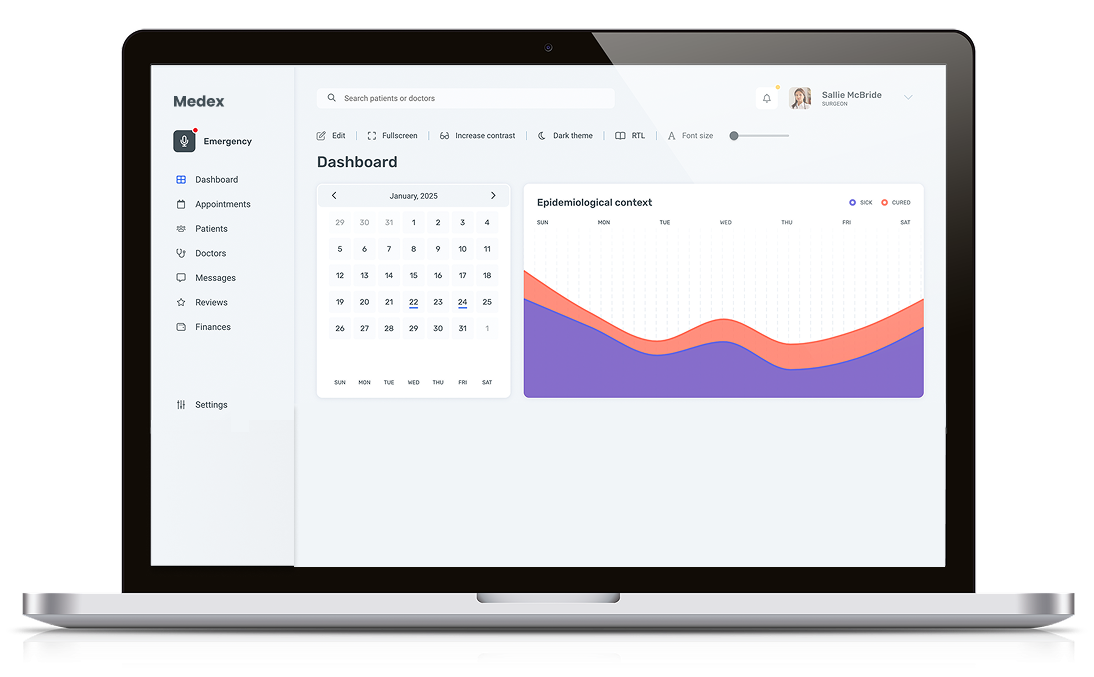 Medex
Emergency
Dashboard
Appointments
Patients
Doctors
Messages
Reviews
Finances
Settings
Search patients or doctors
Sallie McBride
SURGEON
Edit Fullscreen Increase contrast Dark theme RTL Font size
Dashboard
January, 2025
29 30 31 1 2 3 4
5 6 7 8 9 10 11
12 13 14 15 16 17 18
19 20 21 22 23 24 25
26 27 28 29 30 31 1
SUN MON TUE WED THU FRI SAT
Epidemiological context
SICK CURED
SUN MON TUE WED THU FRI SAT